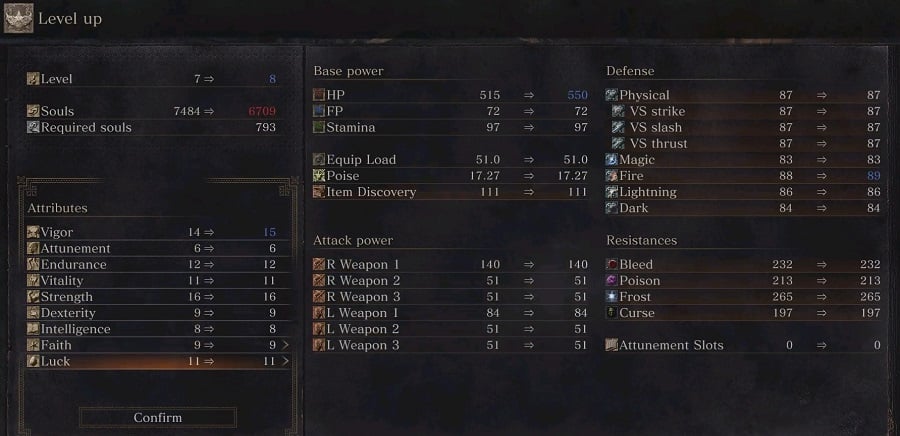 Level up
Level 7 ⇒ 8
Souls 7484 ⇒ 6709
Required souls 793
Attributes
Vigor 14 ⇒ 15
Attunement 6 ⇒ 6
Endurance 12 ⇒ 12
Vitality 11 ⇒ 11
Strength 16 ⇒ 16
Dexterity 9 ⇒ 9
Intelligence 8 ⇒ 8
Faith 9 ⇒ 9 >
Luck 11 ⇒ 11 >
Confirm
Base power
HP 515 ⇒ 550
FP 72 ⇒ 72
Stamina 97 ⇒ 97
Equip Load 51.0 ⇒ 51.0
Poise 17.27 ⇒ 17.27
Item Discovery 111 ⇒ 111
Attack power
R Weapon 1 140 ⇒ 140
R Weapon 2 51 ⇒ 51
R Weapon 3 51 ⇒ 51
L Weapon 1 84 ⇒ 84
L Weapon 2 51 ⇒ 51
L Weapon 3 51 ⇒ 51
Defense
Physical 87 ⇒ 87
VS strike 87 ⇒ 87
VS slash 87 ⇒ 87
VS thrust 87 ⇒ 87
Magic 83 ⇒ 83
Fire 88 ⇒ 89
Lightning 86 ⇒ 86
Dark 84 ⇒ 84
Resistances
Bleed 232 ⇒ 232
Poison 213 ⇒ 213
Frost 265 ⇒ 265
Curse 197 ⇒ 197
Attunement Slots 0 ⇒ 0